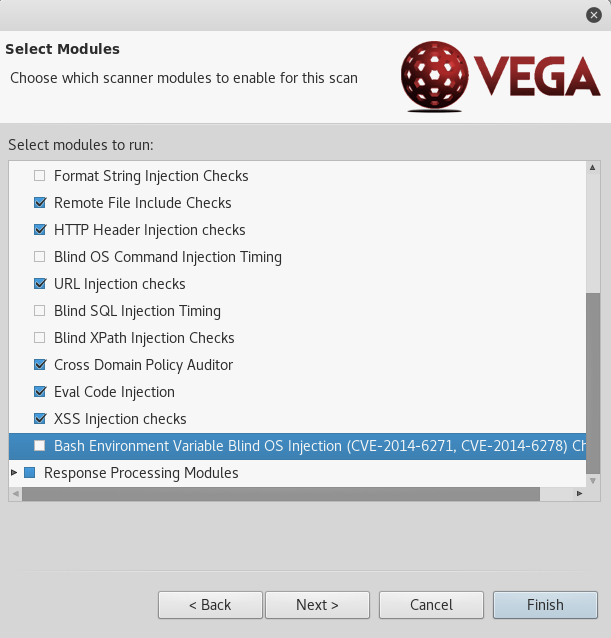 Select Modules
Choose which scanner modules to enable for this scan
VEGA
Select modules to run:
Format String Injection Checks
Remote File Include Checks
HTTP Header Injection checks
Blind OS Command Injection Timing
URL Injection checks
Blind SQL Injection Timing
Blind XPath Injection Checks
Cross Domain Policy Auditor
Eval Code Injection
XSS Injection checks
Bash Environment Variable Blind OS Injection (CVE-2014-6271, CVE-2014-6278) Ch
Response Processing Modules
< Back
Next >
Cancel
Finish